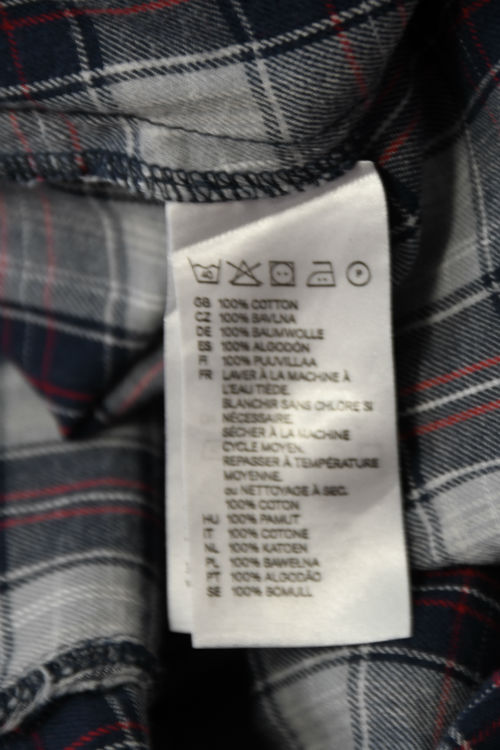 40
P
GB 100% COTTON
CZ 100% BAVLNA
DE 100% BAUMWOLLE
ES 100% ALGODÓN
FI 100% PUUVILLAA
FR LAVER À LA MACHINE À
L'EAU TIÈDE.
BLANCHIR SANS CHLORE SI
NÉCESSAIRE.
SÉCHER À LA MACHINE
CYCLE MOYEN.
REPASSER À TEMPÉRATURE
MOYENNE.
ou NETTOYAGE À SEC.
100% COTON
HU 100% PAMUT
IT 100% COTONE
NL 100% KATOEN
PL 100% BAWEŁNA
PT 100% ALGODÃO
SE 100% BOMULL